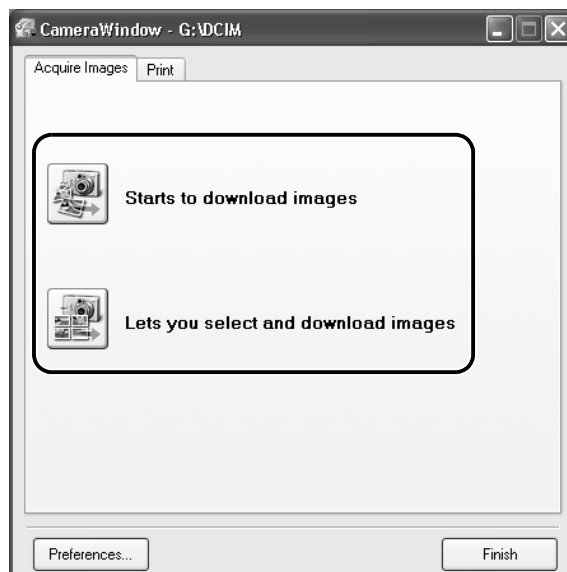 CameraWindow - G:\DCIM
Acquire Images
Print
Starts to download images
Lets you select and download images
Preferences...
Finish